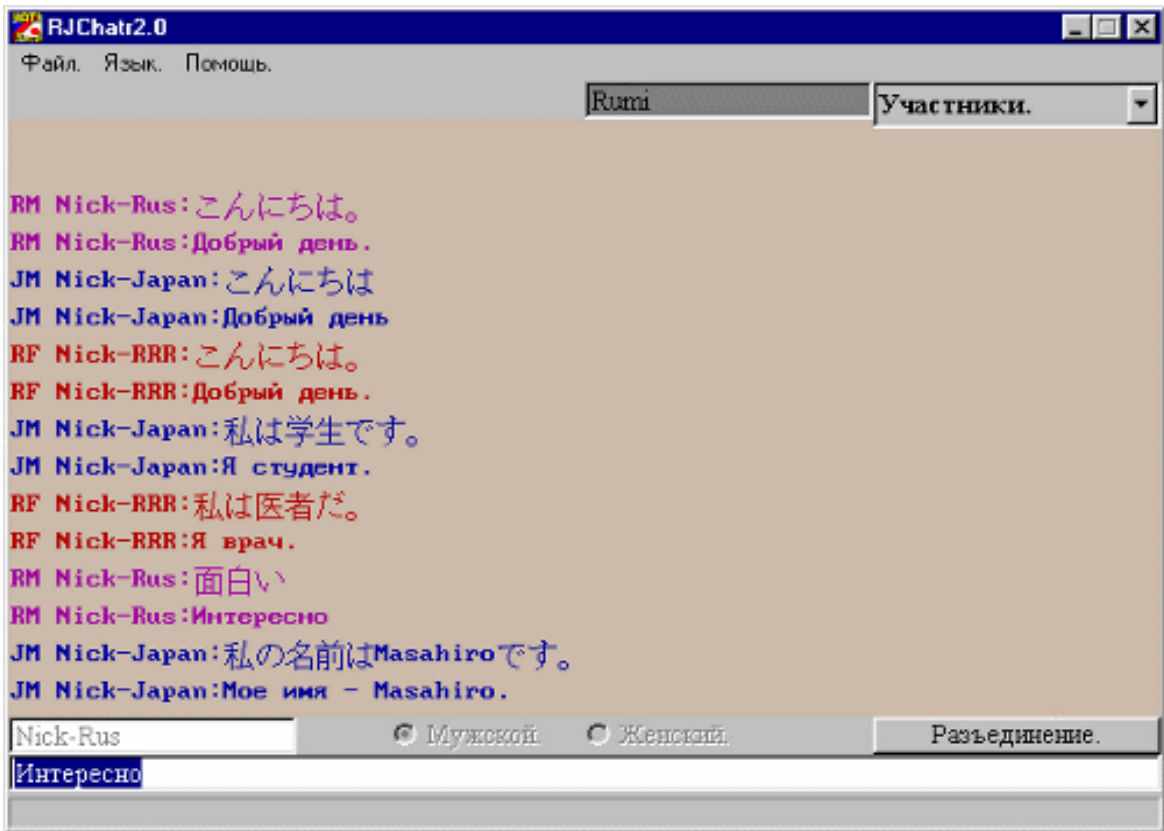 RJChatr2.0
Файл. Язык. Помощь.
Rumi Участники.
RM Nick-Rus:こんにちは。
RM Nick-Rus:Добрый день.
JM Nick-Japan:こんにちは
JM Nick-Japan:Добрый день
RF Nick-RRR:こんにちは。
RF Nick-RRR:Добрый день.
JM Nick-Japan:私は学生です。
JM Nick-Japan:Я студент.
RF Nick-RRR:私は医者だ。
RF Nick-RRR:Я врач.
RM Nick-Rus:面白い
RM Nick-Rus:Интересно
JM Nick-Japan:私の名前はMasahiroです。
JM Nick-Japan:Мое имя - Masahiro.
Nick-Rus Мужской. Женский. Разъединение.
Интересно